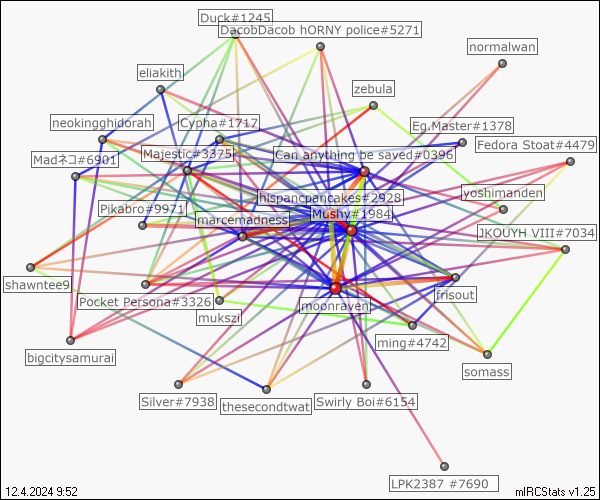 Duck#1245
DacobDacob hORNY police#5271
normalwan
eliakith
zebula
neokingghidorah
Cypha#1717
Eg.Master#1378
Fedora Stoat#4479
Madネコ#6901
Majestic#3375
Can anything be saved#0396
hispancpancakes#2928
yoshimanden
Pikabro#9971
marcemadness
Mushy#1984
JKOUYH VIII#7034
shawntee9
Pocket Persona#3326
mukszi
moonraven
frisout
ming#4742
bigcitysamurai
somass
Silver#7938
thesecondtwat
Swirly Boi#6154
LPK2387 #7690
12.4.2024 9:52
mIRCStats v1.25